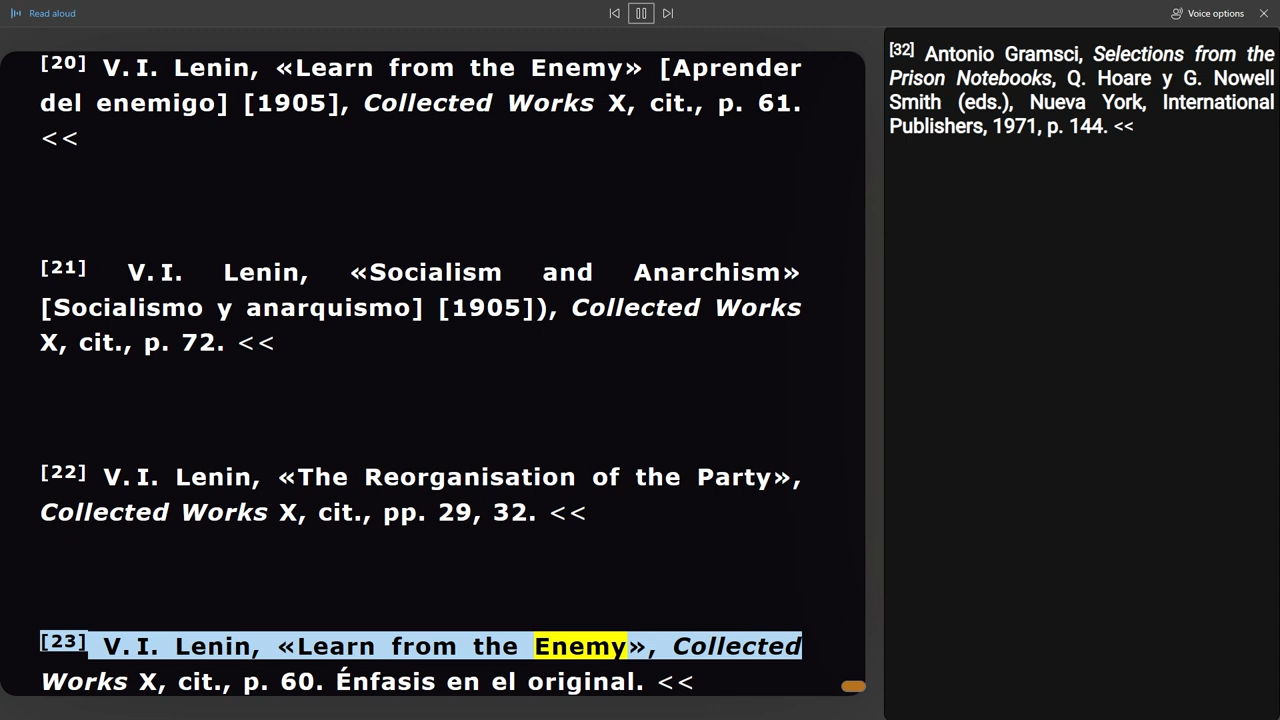 Read aloud
Voice options
[20] V. I. Lenin, «Learn from the Enemy» [Aprender
del enemigo] [1905], Collected Works X, cit., p. 61.
<<
[21] V. I. Lenin, «Socialism and Anarchism»
[Socialismo y anarquismo] [1905]), Collected Works
X, cit., p. 72. <<
[22] V. I. Lenin, «The Reorganisation of the Party»,
Collected Works X, cit., pp. 29, 32. <<
[23] V. I. Lenin, «Learn from the Enemy», Collected
Works X, cit., p. 60. Énfasis en el original. <<
[32] Antonio Gramsci, Selections from the
Prison Notebooks, Q. Hoare y G. Nowell
Smith (eds.), Nueva York, International
Publishers, 1971, p. 144. <<